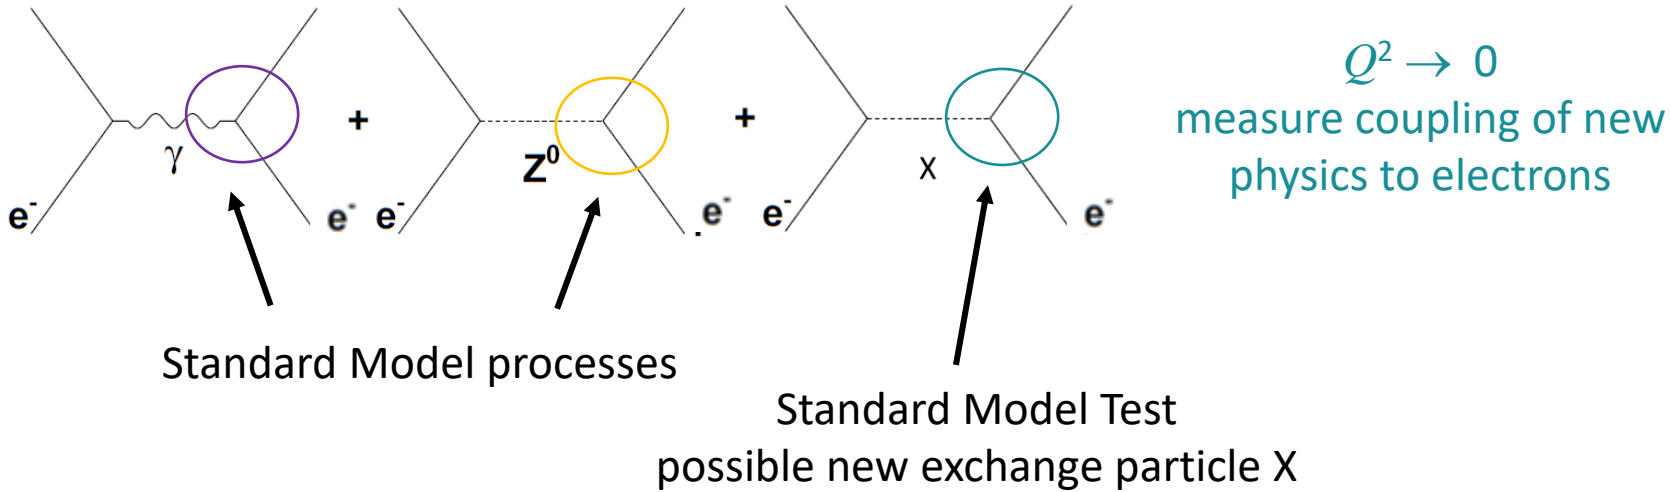 Q² → 0
measure coupling of new
physics to electrons
+
+
γ
Z⁰
X
e⁻
e⁻
e⁻
e⁻
e⁻
e⁻
Standard Model processes
Standard Model Test
possible new exchange particle X